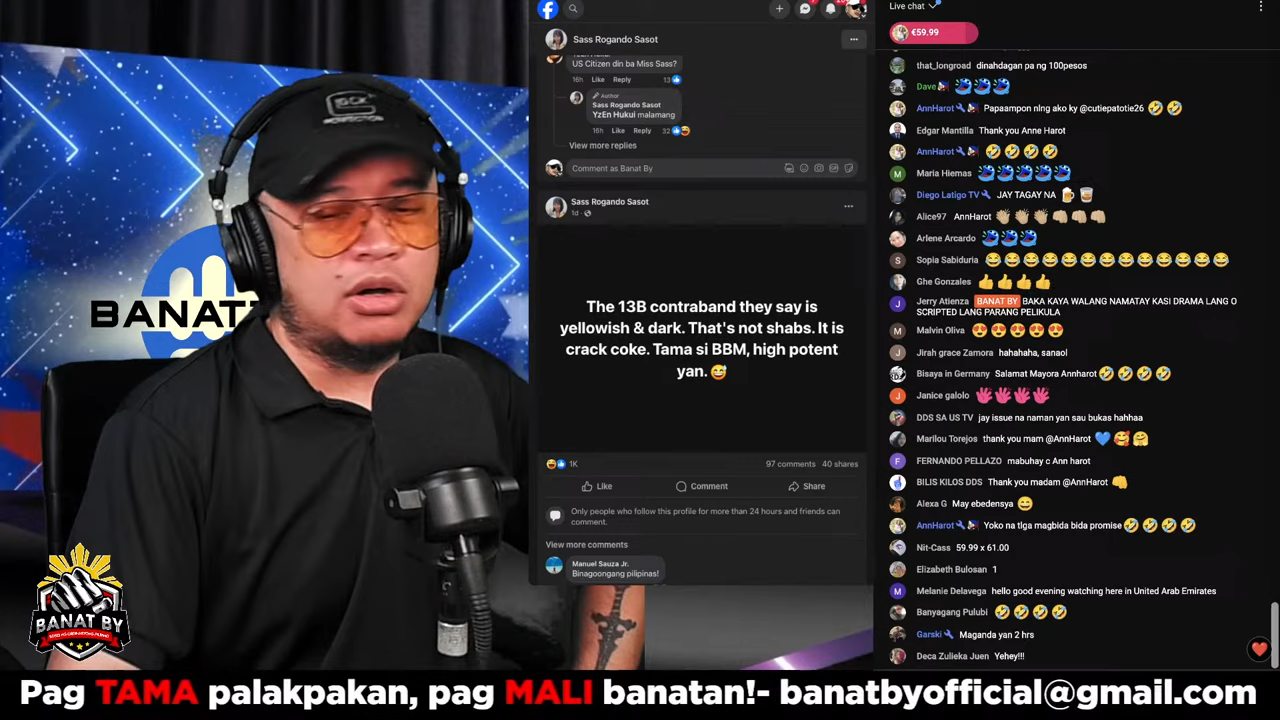 BANAT
BANAT BY
Sass Rogando Sasot
US Citizen din ba Miss Sass?
16h Like Reply 13
Author
Sass Rogando Sasot
YzEn Hukui malamang
16h Like Reply 32
View more replies
Comment as Banat By
Sass Rogando Sasot
1d
The 13B contraband they say is
yellowish & dark. That's not shabs. It is
crack coke. Tama si BBM, high potent
yan. 😅
1K
97 comments 40 shares
Like Comment Share
Only people who follow this profile for more than 24 hours and friends can
comment.
View more comments
Manuel Sauza Jr.
Binagoongang pilipinas!
Live chat
€59.99
that_longroad dinahdagan pa ng 100pesos
Dave
AnnHarot Papaampon nlng ako ky @cutiepatotie26 🤣🤣
Edgar Mantilla Thank you Anne Harot
AnnHarot 🤣🤣🤣🤣
Maria Hiemas
Diego Latigo TV JAY TAGAY NA 🍺🥃
Alice97 AnnHarot 👏🏼👏🏼👏🏼👊🏼👊🏼👊🏼
Arlene Arcardo
Sopia Sabiduria 😂😂😂😂😂😂😂😂😂😂😂😂😂
Ghe Gonzales 👍👍👍👍
Jerry Atienza BANAT BY BAKA KAYA WALANG NAMATAY KASI DRAMA LANG O
SCRIPTED LANG PARANG PELIKULA
Malvin Oliva 😍😍😍😍😍
Jirah grace Zamora hahahaha, sanaol
Bisaya in Germany Salamat Mayora Annharot 🤣🤣🤣🤣
Janice galolo
DDS SA US TV jay issue na naman yan sau bukas hahhaa
Marilou Torejos thank you mam @AnnHarot 💙🥰🤗
FERNANDO PELLAZO mabuhay c Ann harot
BILIS KILOS DDS Thank you madam @AnnHarot 👊
Alexa G May ebedensya 😄
AnnHarot Yoko na tlga magbida bida promise 🤣🤣🤣🤣
Nit-Cass 59.99 x 61.00
Elizabeth Bulosan 1
Melanie Delavega hello good evening watching here in United Arab Emirates
Banyagang Pulubi 🤣🤣🤣🤣
Garski Maganda yan 2 hrs
Deca Zulieka Juen Yehey!!!
Pag TAMA palakpakan, pag MALI banatan!- banatbyofficial@gmail.com